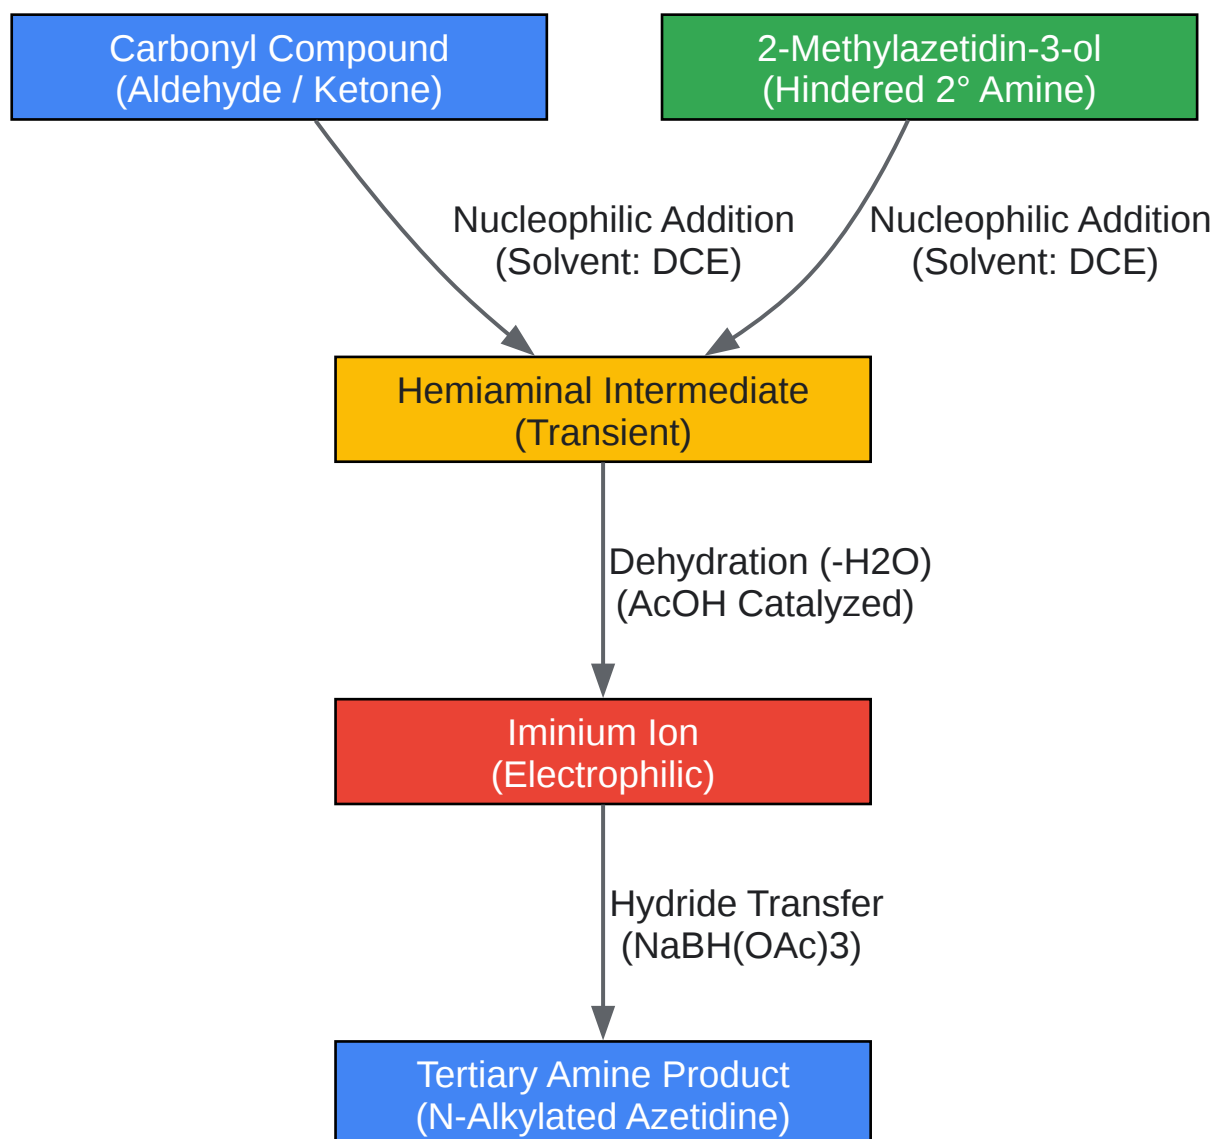 Carbonyl Compound
(Aldehyde / Ketone)
2-Methylazetidin-3-ol
(Hindered 2° Amine)
Nucleophilic Addition
(Solvent: DCE)
Nucleophilic Addition
(Solvent: DCE)
Hemiaminal Intermediate
(Transient)
Dehydration (-H2O)
(AcOH Catalyzed)
Iminium Ion
(Electrophilic)
Hydride Transfer
(NaBH(OAc)3)
Tertiary Amine Product
(N-Alkylated Azetidine)